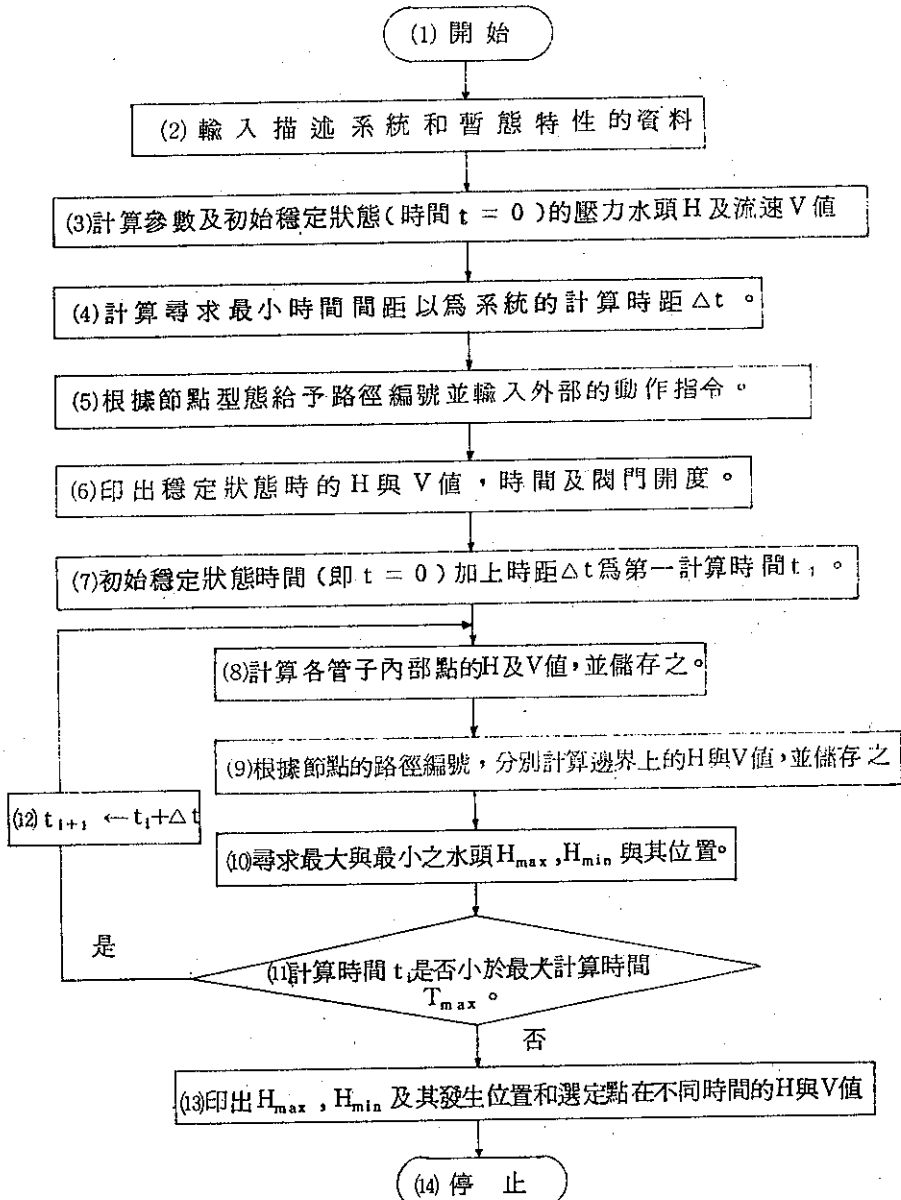 (1) 開始
(2) 輸入描述系統和暫態特性的資料
(3)計算參數及初始穩定狀態(時間 t = 0 )的壓力水頭H及流速V值
(4)計算尋求最小時間間距以爲系統的計算時距△t 。
(5)根據節點型態給予路徑編號並輸入外部的動作指令。
(6)印出穩定狀態時的 H 與 V 值,時間及閥門開度。
(7)初始穩定狀態時間 (即 t = 0 ) 加上時距△t 爲第一計算時間 t₁ 。
(8)計算各管子內部點的H及V值,並儲存之。
(9)根據節點的路徑編號,分別計算邊界上的H與V值,並儲存之
(12) tᵢ₊₁ ← tᵢ+△t
(10)尋求最大與最小之水頭 Hmax ,Hmin 與其位置。
是
(11)計算時間 tᵢ是否小於最大計算時間
Tmax 。
否
(13)印出Hmax , Hmin 及其發生位置和選定點在不同時間的H與V值
(14) 停止